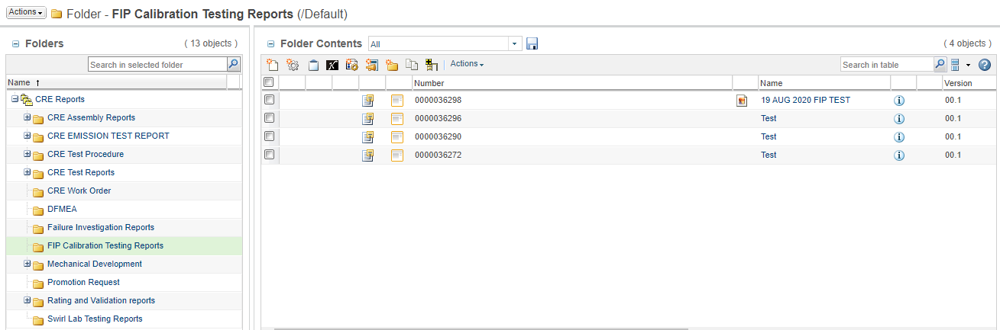 Actions Folder - FIP Calibration Testing Reports (/Default)
Folders ( 13 objects )
Search in selected folder
Name
CRE Reports
CRE Assembly Reports
CRE EMISSION TEST REPORT
CRE Test Procedure
CRE Test Reports
CRE Work Order
DFMEA
Failure Investigation Reports
FIP Calibration Testing Reports
Mechanical Development
Promotion Request
Rating and Validation reports
Swirl Lab Testing Reports
Folder Contents All ( 4 objects )
Actions Search in table
Number Name Version
0000036298 19 AUG 2020 FIP TEST 00.1
0000036296 Test 00.1
0000036290 Test 00.1
0000036272 Test 00.1